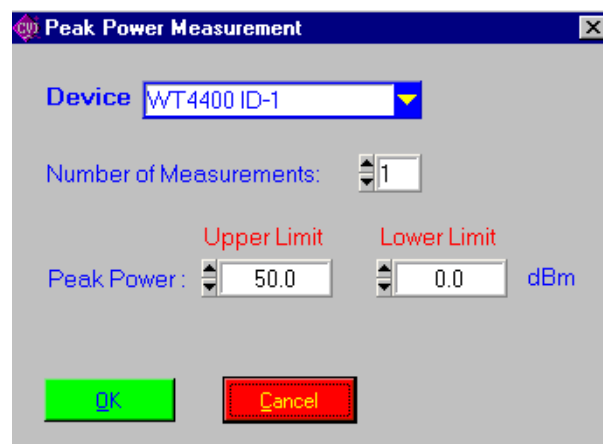 CVI Peak Power Measurement
Device WT4400 ID-1
Number of Measurements: 1
Upper Limit Lower Limit
Peak Power : 50.0 0.0 dBm
OK Cancel